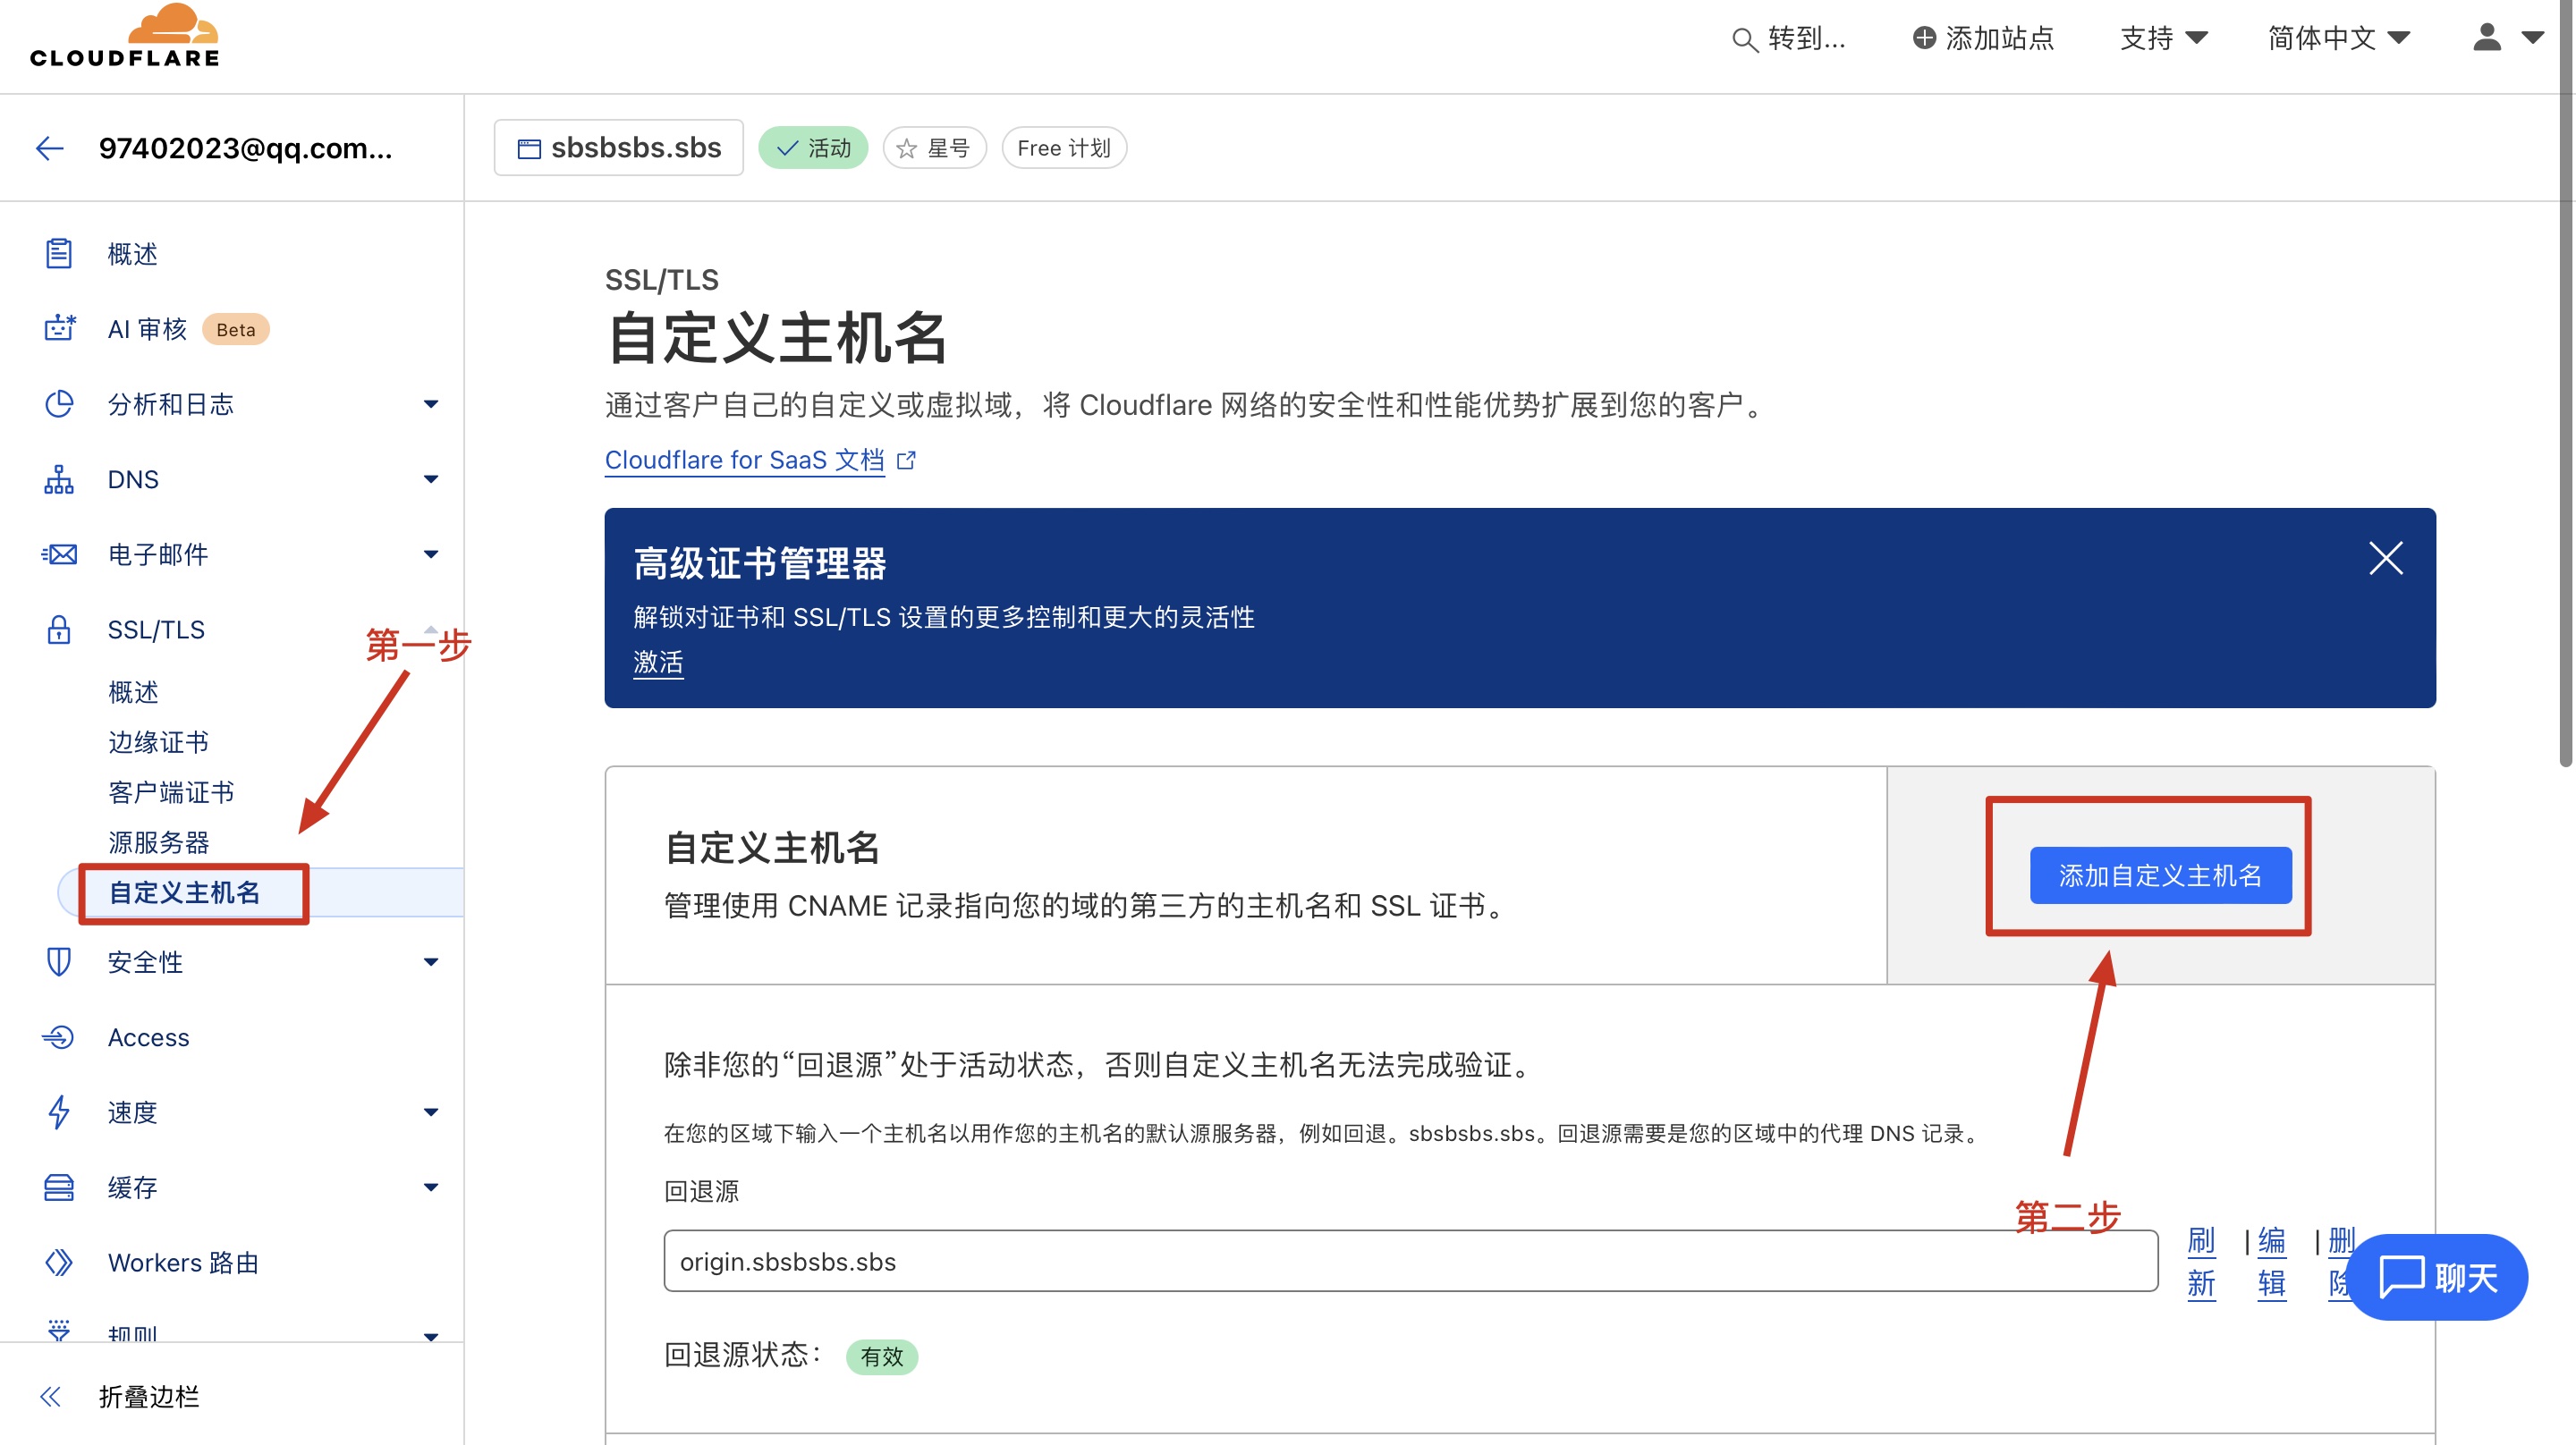 CLOUDFLARE
转到...
添加站点
支持
简体中文
97402023@qq.com...
sbsbsbs.sbs
活动
星号
Free 计划
概述
AI 审核
Beta
分析和日志
DNS
电子邮件
SSL/TLS
第一步
概述
边缘证书
客户端证书
源服务器
自定义主机名
安全性
Access
速度
缓存
Workers 路由
规则
折叠边栏
SSL/TLS
自定义主机名
通过客户自己的自定义或虚拟域，将 Cloudflare 网络的安全性和性能优势扩展到您的客户。
Cloudflare for SaaS 文档
高级证书管理器
解锁对证书和 SSL/TLS 设置的更多控制和更大的灵活性
激活
自定义主机名
管理使用 CNAME 记录指向您的域的第三方的主机名和 SSL 证书。
添加自定义主机名
除非您的“回退源”处于活动状态，否则自定义主机名无法完成验证。
在您的区域下输入一个主机名以用作您的主机名的默认源服务器，例如回退。sbsbsbs.sbs。回退源需要是您的区域中的代理 DNS 记录。
回退源
第二步
origin.sbsbsbs.sbs
刷新
|
编辑
|
删除
聊天
回退源状态：
有效